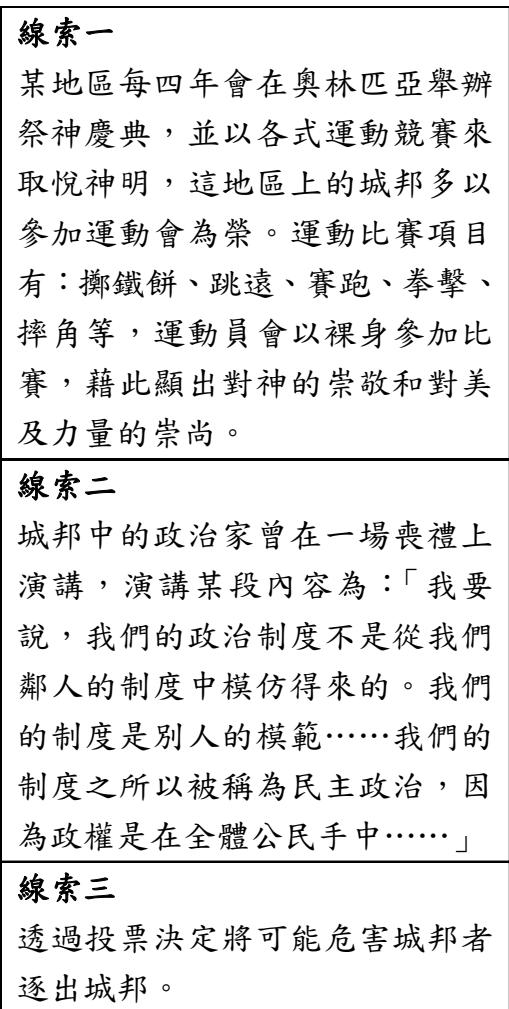 線索一
某地區每四年會在奧林匹亞舉辦
祭神慶典，並以各式運動競賽來
取悅神明，這地區上的城邦多以
參加運動會為榮。運動比賽項目
有：擲鐵餅、跳遠、賽跑、拳擊、
摔角等，運動員會以裸身參加比
賽，藉此顯出對神的崇敬和對美
及力量的崇尚。
線索二
城邦中的政治家曾在一場喪禮上
演講，演講某段內容為：「我要
說，我們的政治制度不是從我們
鄰人的制度中模仿得來的。我們
的制度是別人的模範……我們的
制度之所以被稱為民主政治，因
為政權是在全體公民手中……」
線索三
透過投票決定將可能危害城邦者
逐出城邦。